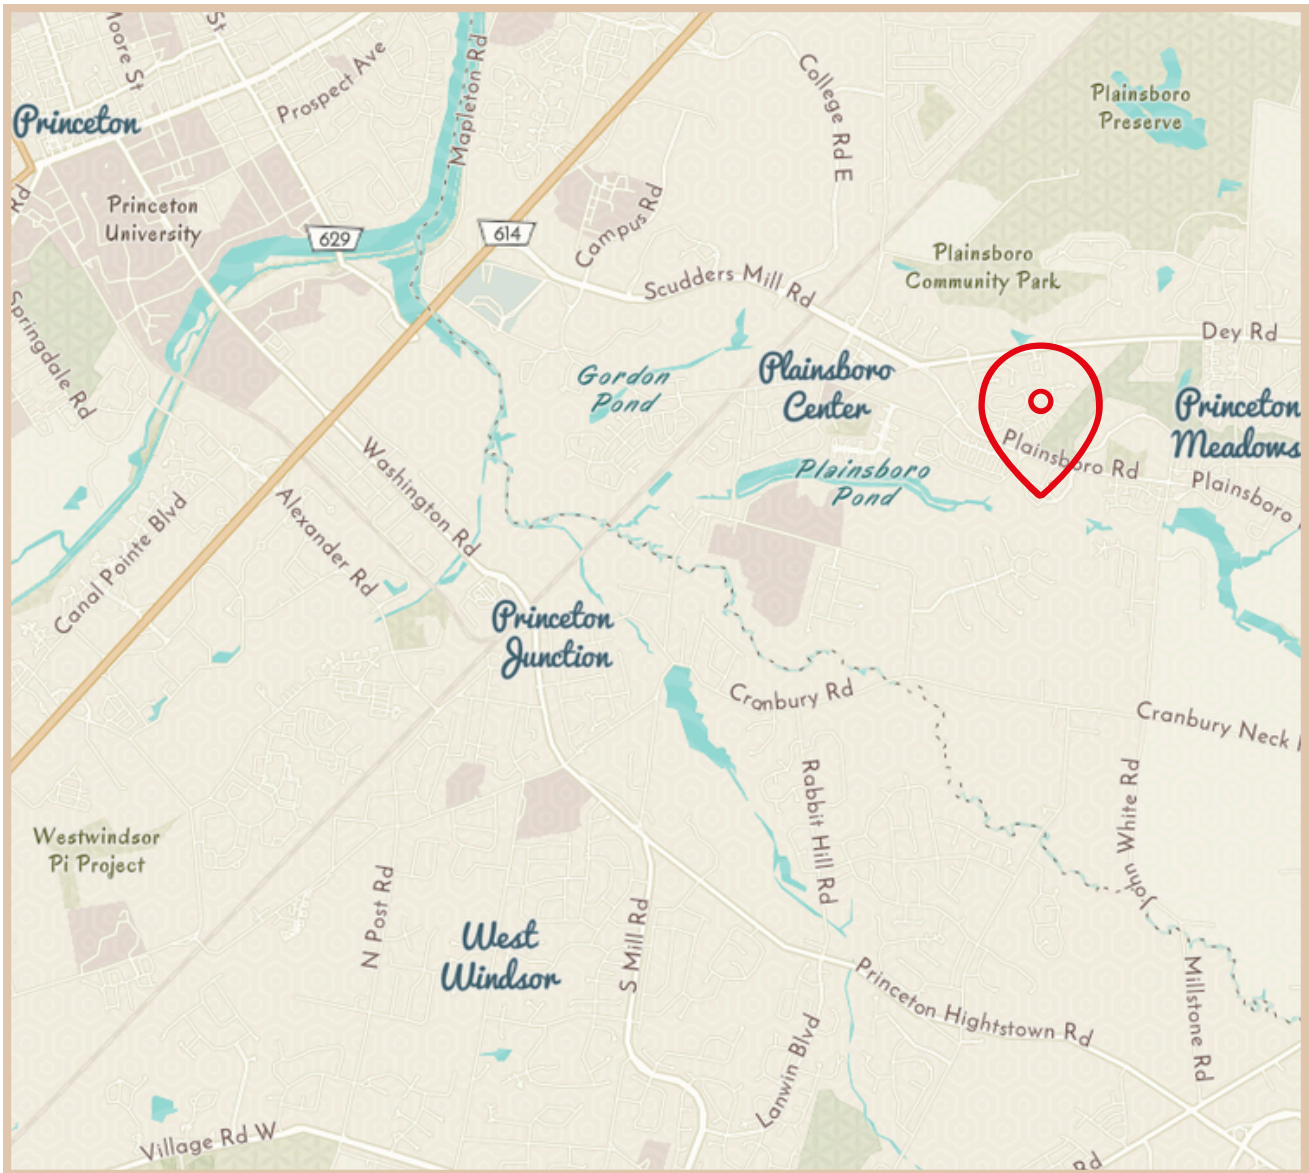 Moore St
St
Prospect Ave
Mapleton Rd
College Rd E
Plainsboro
Preserve
Princeton
Princeton
University
Rd
629
614
Campus Rd
Plainsboro
Community Park
Scudders Mill Rd
Springdale Rd
Dey Rd
Gordon
Pond
Plainsboro
Center
Princeton
Meadows
Plainsboro Rd
Plainsboro
Plainsboro
Pond
Washington Rd
Alexander Rd
Canal Pointe Blvd
Princeton
Junction
Cranbury Rd
Cranbury Neck
Rabbit Hill Rd
John White Rd
Westwindsor
Pi Project
N Post Rd
West
Windsor
S Mill Rd
Princeton Hightstown Rd
Millstone Rd
Lanwin Blvd
Village Rd W
Rd